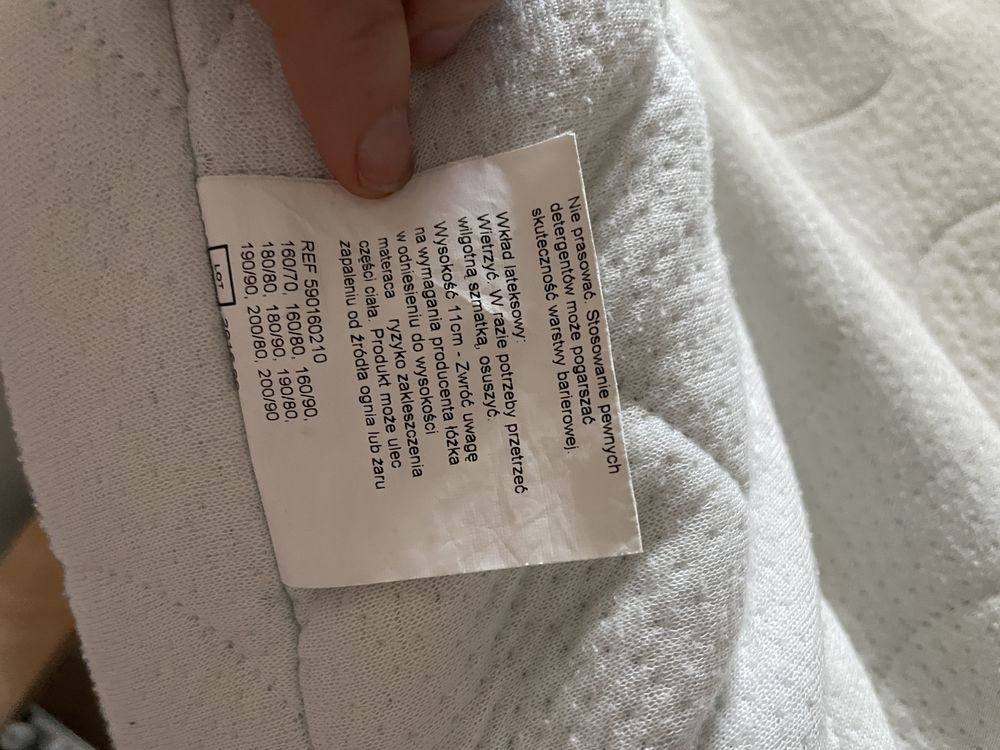 Nie prasować. Stosowanie pewnych
detergentów może pogarszać
skuteczność warstwy barierowej.
Wkład lateksowy:
Wietrzyć. W razie potrzeby przetrzeć
wilgotną szmatką, osuszyć.
Wysokość 11cm - Zwróć uwagę
na wymagania producenta łóżka
w odniesieniu do wysokości
materaca ryzyko zakleszczenia
części ciała. Produkt może ulec
zapaleniu od źródła ognia lub żaru
REF 590160210
160/70, 160/80, 160/90,
180/80, 180/90, 190/80,
190/90, 200/80, 200/90
LOT